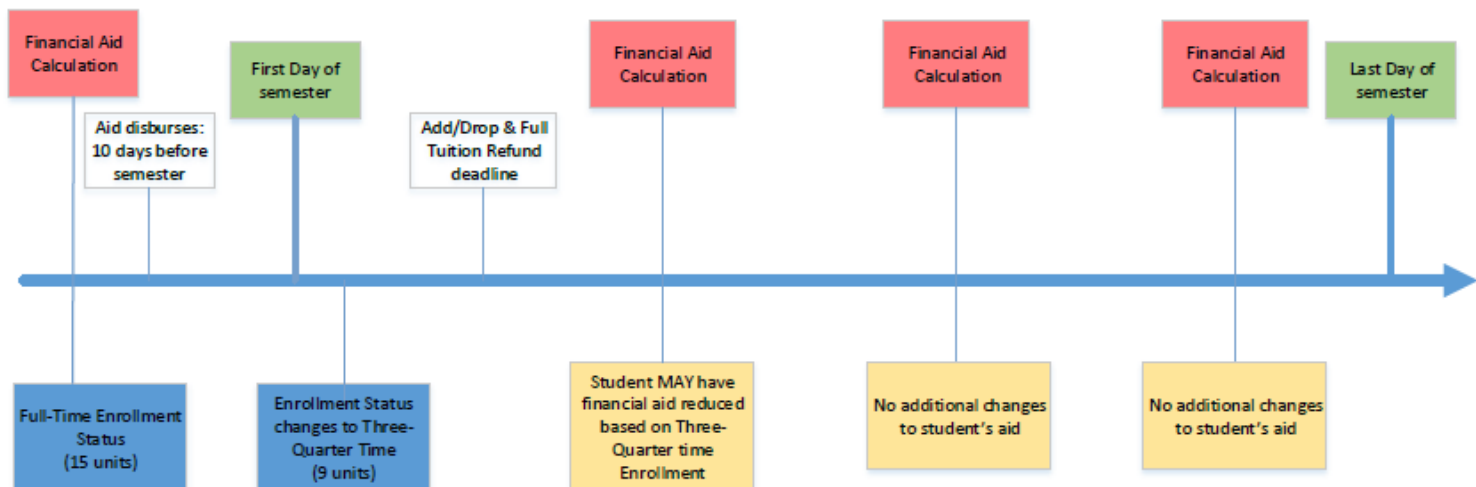 Financial Aid
Calculation
First Day of
semester
Financial Aid
Calculation
Financial Aid
Calculation
Financial Aid
Calculation
Last Day of
semester
Aid disburses:
10 days before
semester
Add/Drop & Full
Tuition Refund
deadline
Full-Time Enrollment
Status
(15 units)
Enrollment Status
changes to Three-
Quarter Time
(9 units)
Student MAY have
financial aid reduced
based on Three-
Quarter time
Enrollment
No additional changes
to student's aid
No additional changes
to student's aid